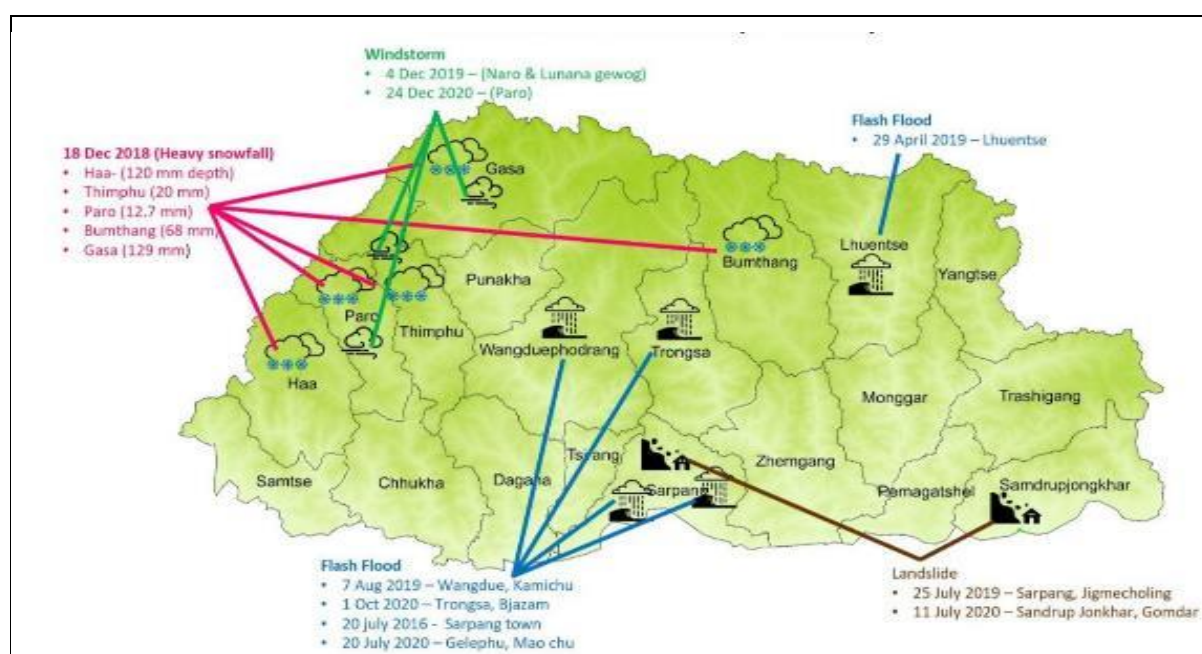 Windstorm
• 4 Dec 2019 – (Naro & Lunana gewog)
• 24 Dec 2020 – (Paro)
Flash Flood
• 29 April 2019 – Lhuentse
18 Dec 2018 (Heavy snowfall)
• Haa- (120 mm depth)
• Thimphu (20 mm)
• Paro (12.7 mm)
• Bumthang (68 mm)
• Gasa (129 mm)
Gasa
Lhuentse
Bumthang
Yangtse
Punakha
Paro
Thimphu
Wangduephodrang
Trongsa
Haa
Monggar
Trashigang
Tsirang
Zhemgang
Samtse
Chhukha
Dagana
Sarpang
Pemagatshel
Samdrupjongkhar
Flash Flood
• 7 Aug 2019 – Wangdue, Kamichu
• 1 Oct 2020 – Trongsa, Bjazam
• 20 july 2016 - Sarpang town
• 20 July 2020 – Gelephu, Mao chu
Landslide
• 25 July 2019 – Sarpang, Jigmecholing
• 11 July 2020 – Sandrup Jonkhar, Gomdar